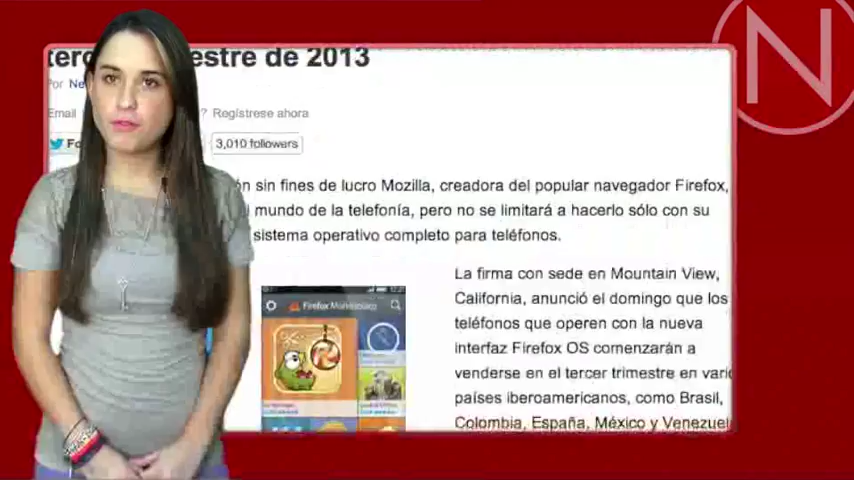 N
estre de 2013
Por Ne
Email ? Regístrese ahora
Fo 3,010 followers
ón sin fines de lucro Mozilla, creadora del popular navegador Firefox,
l mundo de la telefonía, pero no se limitará a hacerlo sólo con su
sistema operativo completo para teléfonos.
La firma con sede en Mountain View,
California, anunció el domingo que los
teléfonos que operen con la nueva
interfaz Firefox OS comenzarán a
venderse en el tercer trimestre en vario
países iberoamericanos, como Brasil,
Colombia, España, México y Venezuel
Firefox Marketplace